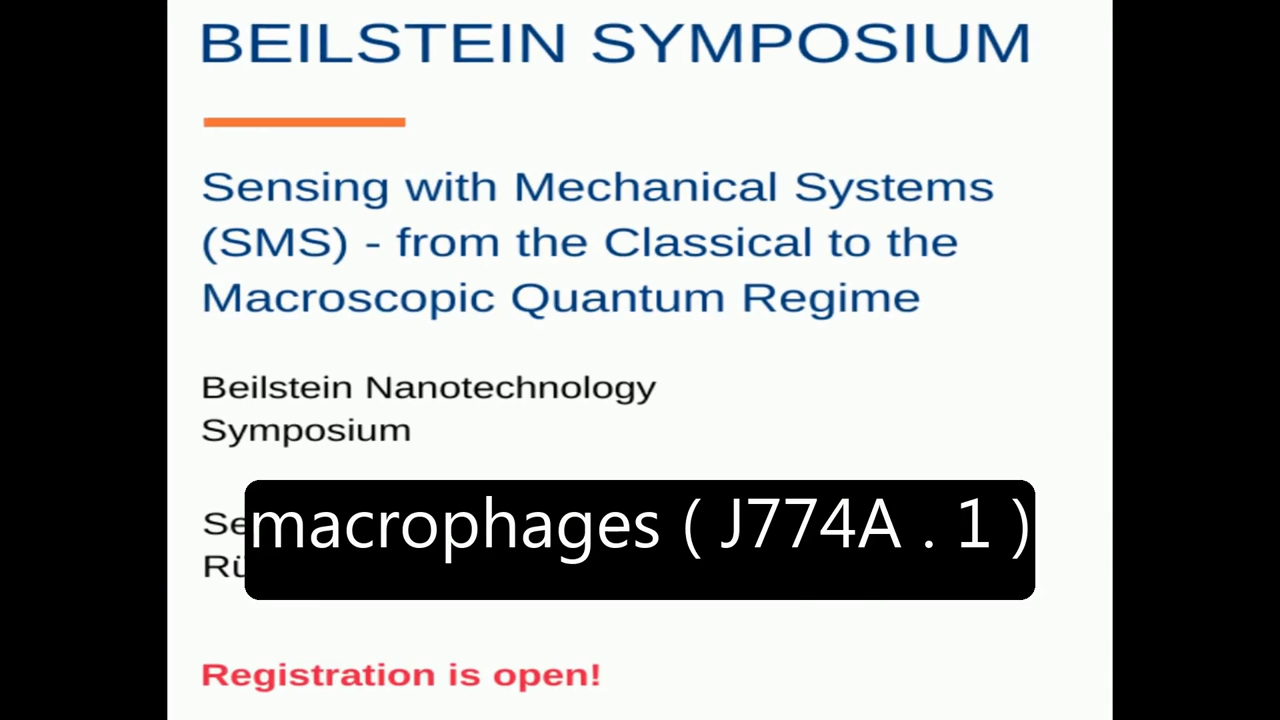 BEILSTEIN SYMPOSIUM
Sensing with Mechanical Systems
(SMS) - from the Classical to the
Macroscopic Quantum Regime
Beilstein Nanotechnology
Symposium
macrophages ( J774A . 1 )
Registration is open!